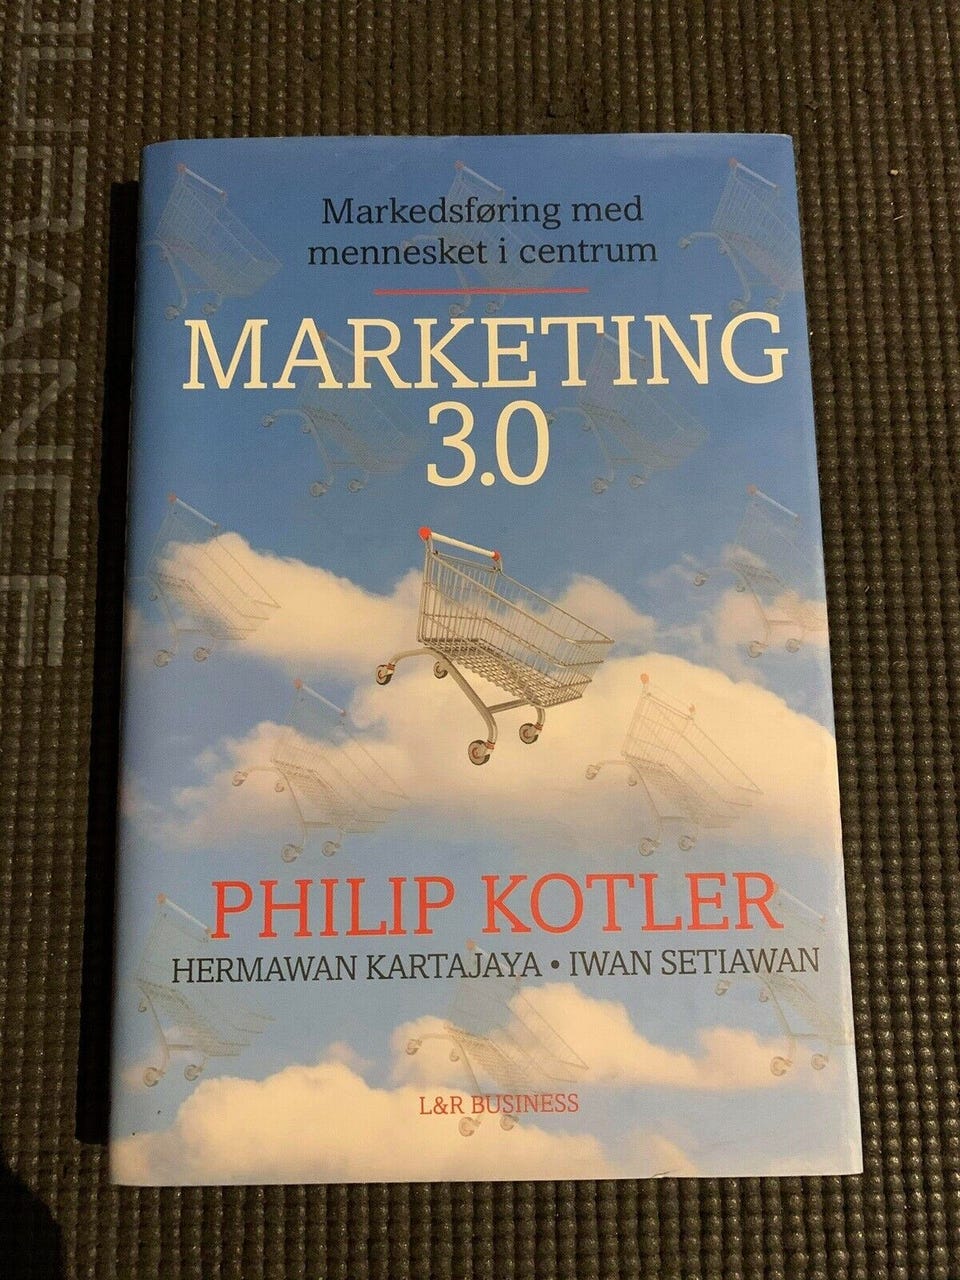 Markedsføring med
mennesket i centrum
MARKETING
3.0
PHILIP KOTLER
HERMAWAN KARTAJAYA • IWAN SETIAWAN
L&R BUSINESS